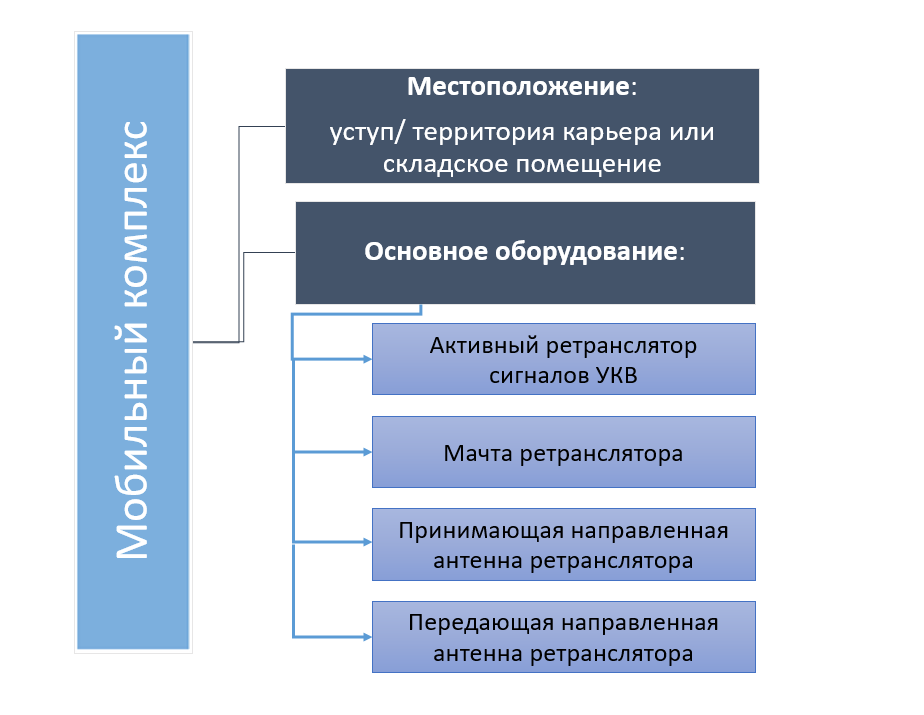 Мобильный комплекс
Местоположение:
уступ/ территория карьера или
складское помещение
Основное оборудование:
Активный ретранслятор
сигналов УКВ
Мачта ретранслятора
Принимающая направленная
антенна ретранслятора
Передающая направленная
антенна ретранслятора